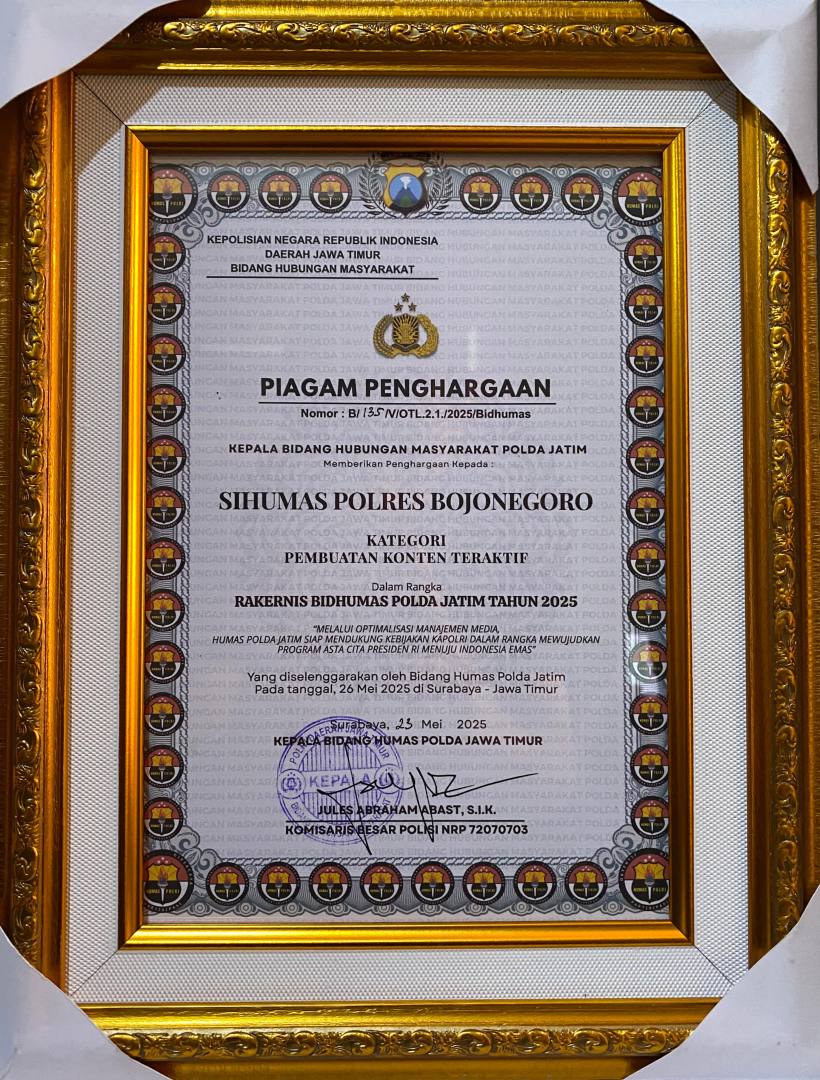 KEPOLISIAN NEGARA REPUBLIK INDONESIA
DAERAH JAWA TIMUR
BIDANG HUBUNGAN MASYARAKAT
PIAGAM PENGHARGAAN
Nomor : B/ 135 /V/OTL.2.1./2025/Bidhumas
KEPALA BIDANG HUBUNGAN MASYARAKAT POLDA JATIM
Memberikan Penghargaan Kepada :
SIHUMAS POLRES BOJONEGORO
KATEGORI
PEMBUATAN KONTEN TERAKTIF
Dalam Rangka
RAKERNIS BIDHUMAS POLDA JATIM TAHUN 2025
"MELALUI OPTIMALISASI MANAJEMEN MEDIA,
HUMAS POLDA JATIM SIAP MENDUKUNG KEBIJAKAN KAPOLRI DALAM RANGKA MEWUJUDKAN
PROGRAM ASTA CITA PRESIDEN RI MENUJU INDONESIA EMAS"
Yang diselenggarakan oleh Bidang Humas Polda Jatim
Pada tanggal, 26 Mei 2025 di Surabaya - Jawa Timur
Surabaya, 23 Mei 2025
KEPALA BIDANG HUMAS POLDA JAWA TIMUR
KEPALA
JULES ABRAHAM ABAST, S.I.K.
KOMISARIS BESAR POLISI NRP 72070703